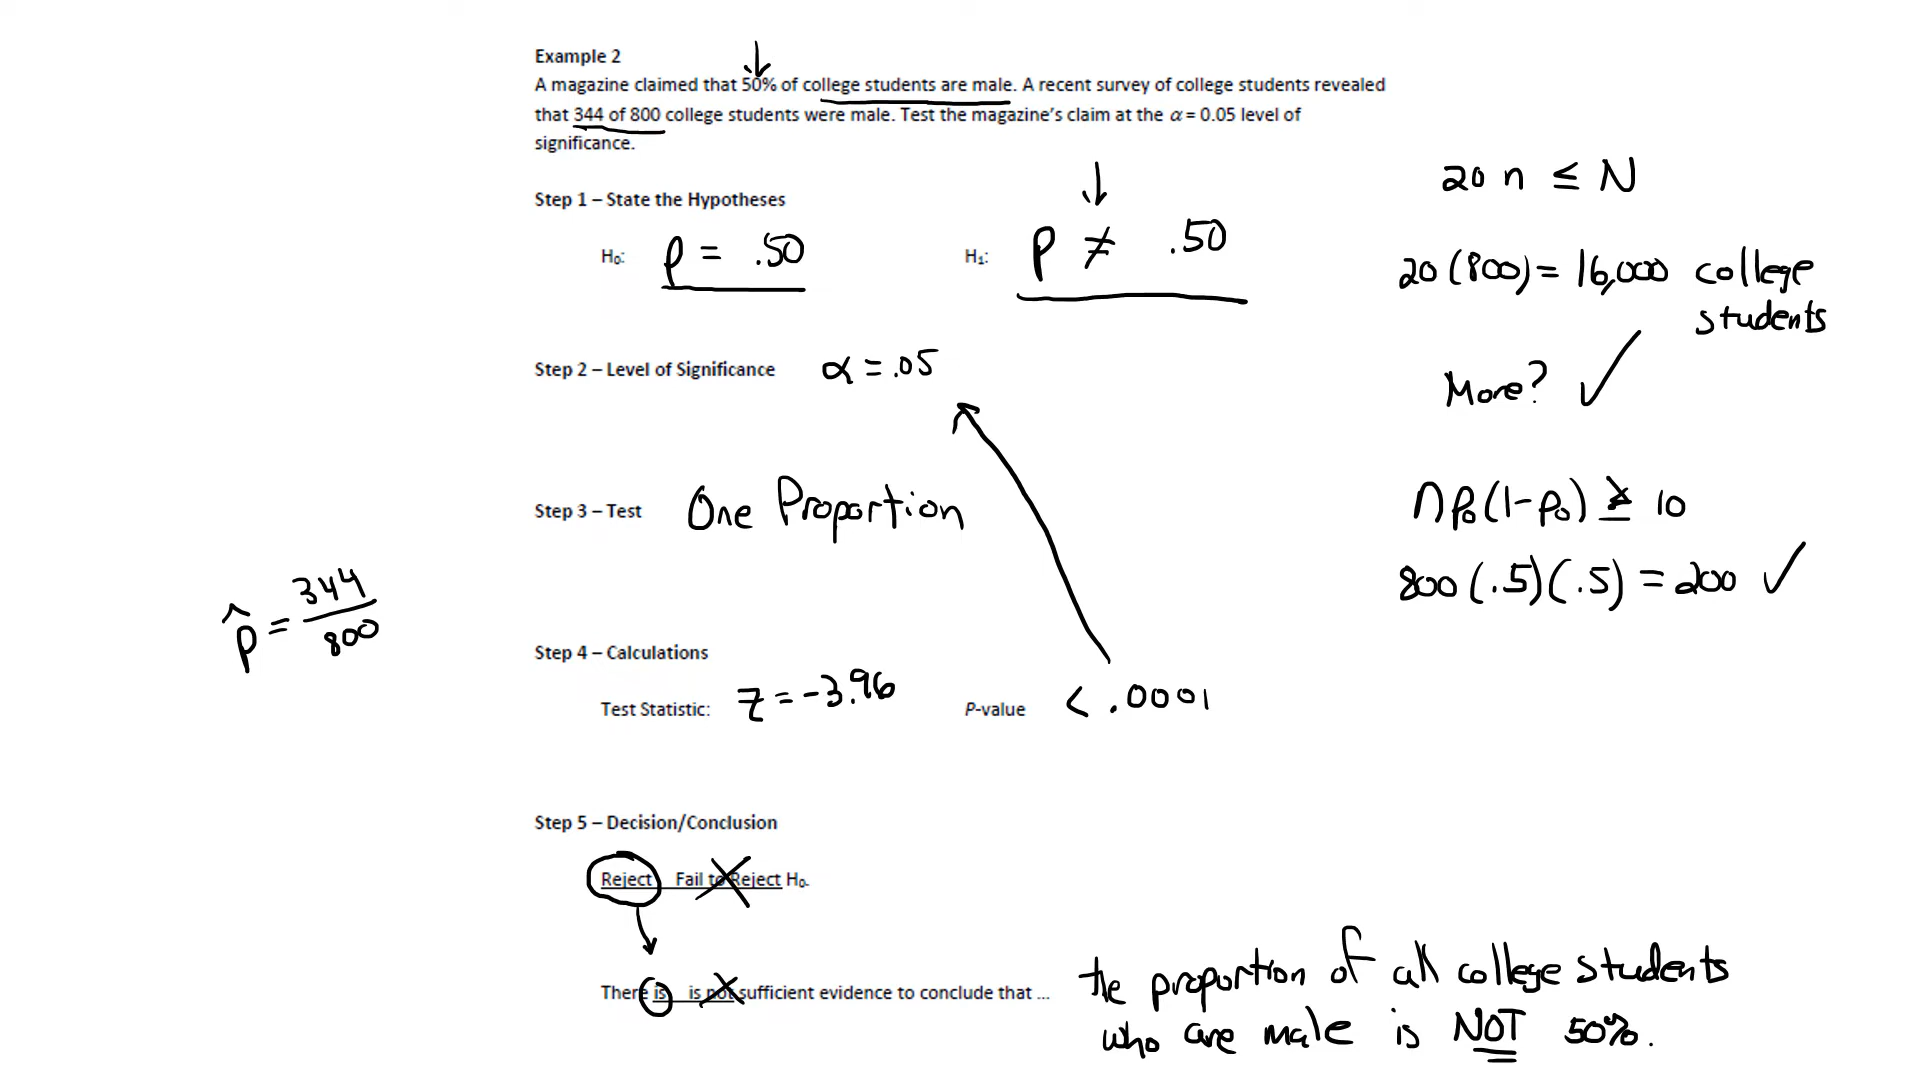 Example 2
A magazine claimed that 50% of college students are male. A recent survey of college students revealed
that 344 of 800 college students were male. Test the magazine's claim at the α = 0.05 level of
significance.
20 n ≤ N
Step 1 – State the Hypotheses
H₀: p = .50 H₁: p ≠ .50
20 (800) = 16,000 college
students
Step 2 – Level of Significance α = .05
More? ✓
Step 3 – Test One Proportion
n p₀ (1-p₀) ≥ 10
800 (.5)(.5) = 200 ✓
p̂ = 344/800
Step 4 – Calculations
Test Statistic: z = -3.96 P-value < .0001
Step 5 – Decision/Conclusion
Reject Fail to Reject H₀.
There is is not sufficient evidence to conclude that ... the proportion of all college students
who are male is NOT 50%.